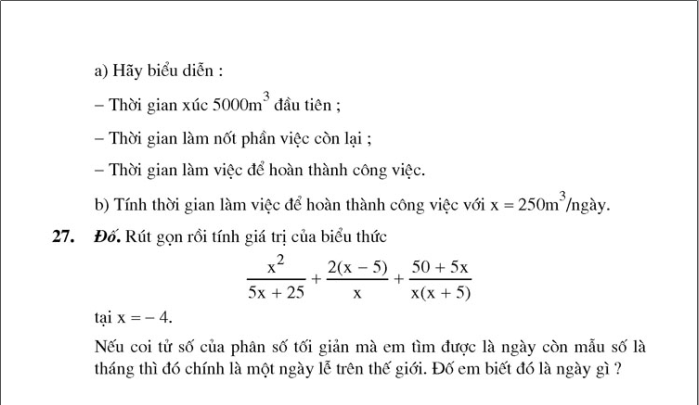 a) Hãy biểu diễn :
– Thời gian xúc 5000m³ đầu tiên ;
– Thời gian làm nốt phần việc còn lại ;
– Thời gian làm việc để hoàn thành công việc.
b) Tính thời gian làm việc để hoàn thành công việc với x = 250m³/ngày.
27. Đố. Rút gọn rồi tính giá trị của biểu thức
x²/(5x + 25) + 2(x – 5)/x + (50 + 5x)/(x(x + 5))
tại x = – 4.
Nếu coi tử số của phân số tối giản mà em tìm được là ngày còn mẫu số là
tháng thì đó chính là một ngày lễ trên thế giới. Đố em biết đó là ngày gì ?